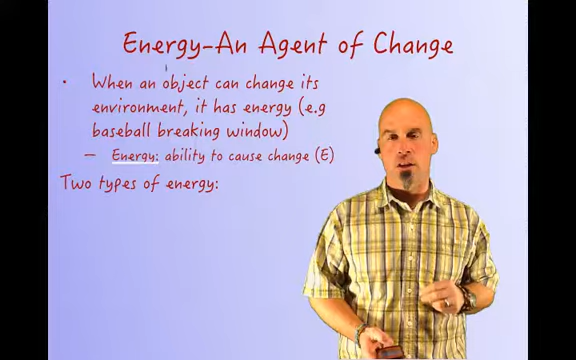 Energy-An Agent of Change
• When an object can change its
environment, it has energy (e.g
baseball breaking window)
– Energy: ability to cause change (E)
Two types of energy: